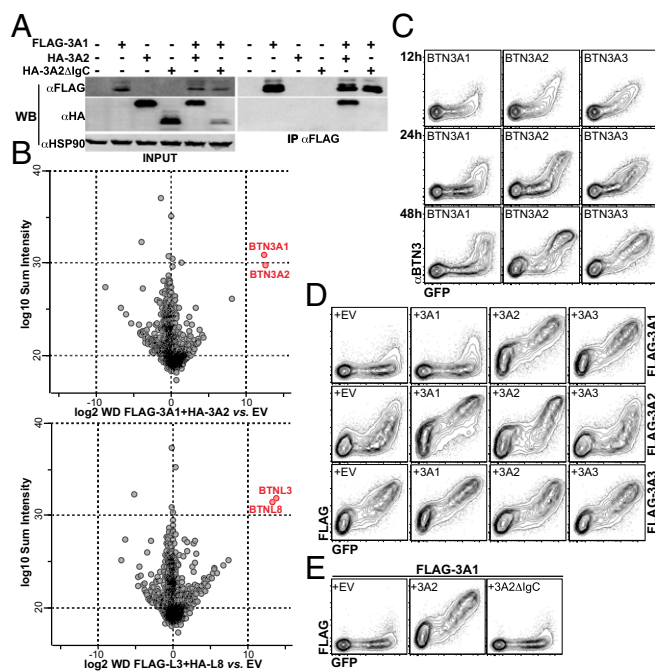 A
FLAG-3A1 - + - - + +
HA-3A2 - - + - + -
HA-3A2ΔIgC - - - + - +
- + - - + +
- - + - + -
- - - + - +
WB
αFLAG
αHA
αHSP90
INPUT
IP αFLAG
B
log10 Sum Intensity
40
30
20
BTN3A1
BTN3A2
-10 0 10
log2 WD FLAG-3A1+HA-3A2 vs. EV
log10 Sum Intensity
40
30
20
BTNL3
BTNL8
-10 0 10
log2 WD FLAG-L3+HA-L8 vs. EV
C
12h
BTN3A1 BTN3A2 BTN3A3
24h
BTN3A1 BTN3A2 BTN3A3
48h
BTN3A1 BTN3A2 BTN3A3
αBTN3
GFP
D
+EV +3A1 +3A2 +3A3
FLAG-3A1
+EV +3A1 +3A2 +3A3
FLAG-3A2
+EV +3A1 +3A2 +3A3
FLAG-3A3
FLAG
GFP
E
FLAG-3A1
+EV +3A2 +3A2ΔIgC
FLAG
GFP